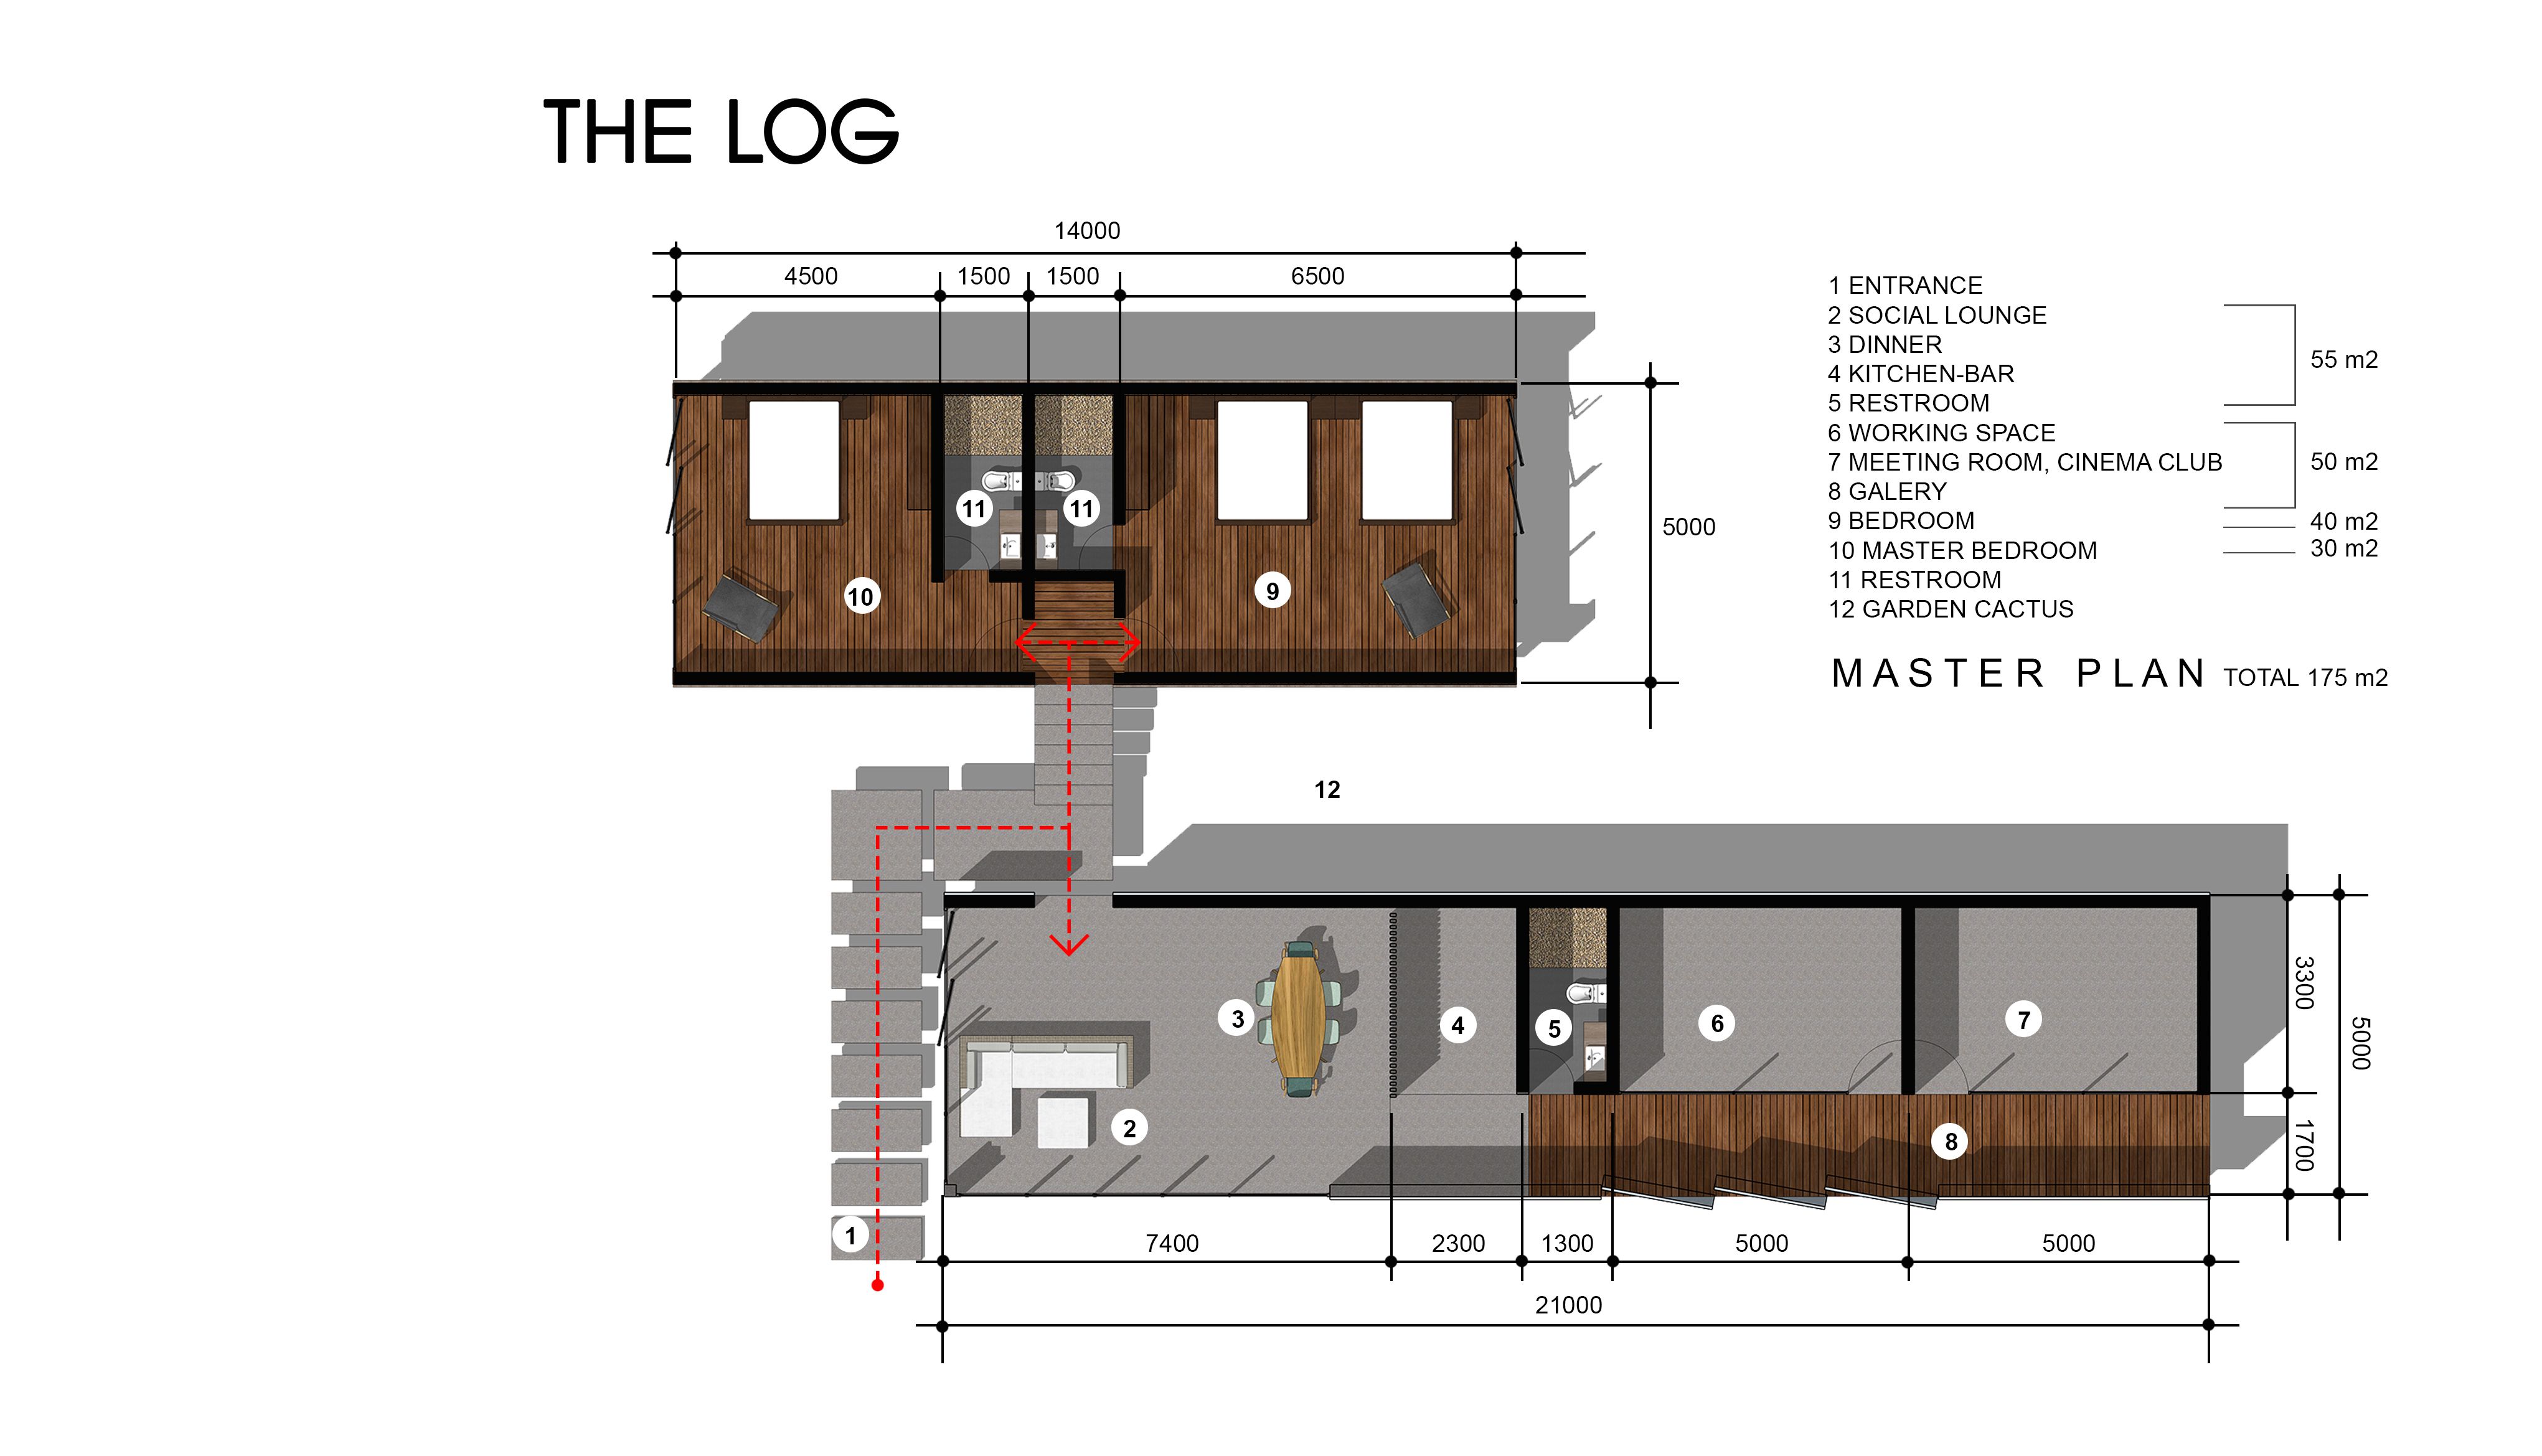 THE LOG
14000
4500 1500 1500 6500
1 ENTRANCE
2 SOCIAL LOUNGE
3 DINNER
4 KITCHEN-BAR
5 RESTROOM
6 WORKING SPACE
7 MEETING ROOM, CINEMA CLUB
8 GALERY
9 BEDROOM
10 MASTER BEDROOM
11 RESTROOM
12 GARDEN CACTUS
55 m2
50 m2
40 m2
30 m2
MASTER PLAN TOTAL 175 m2
11 11
5000
10 9
12
3 4 5 6 7
2 8
1
3300
5000
1700
7400 2300 1300 5000 5000
21000